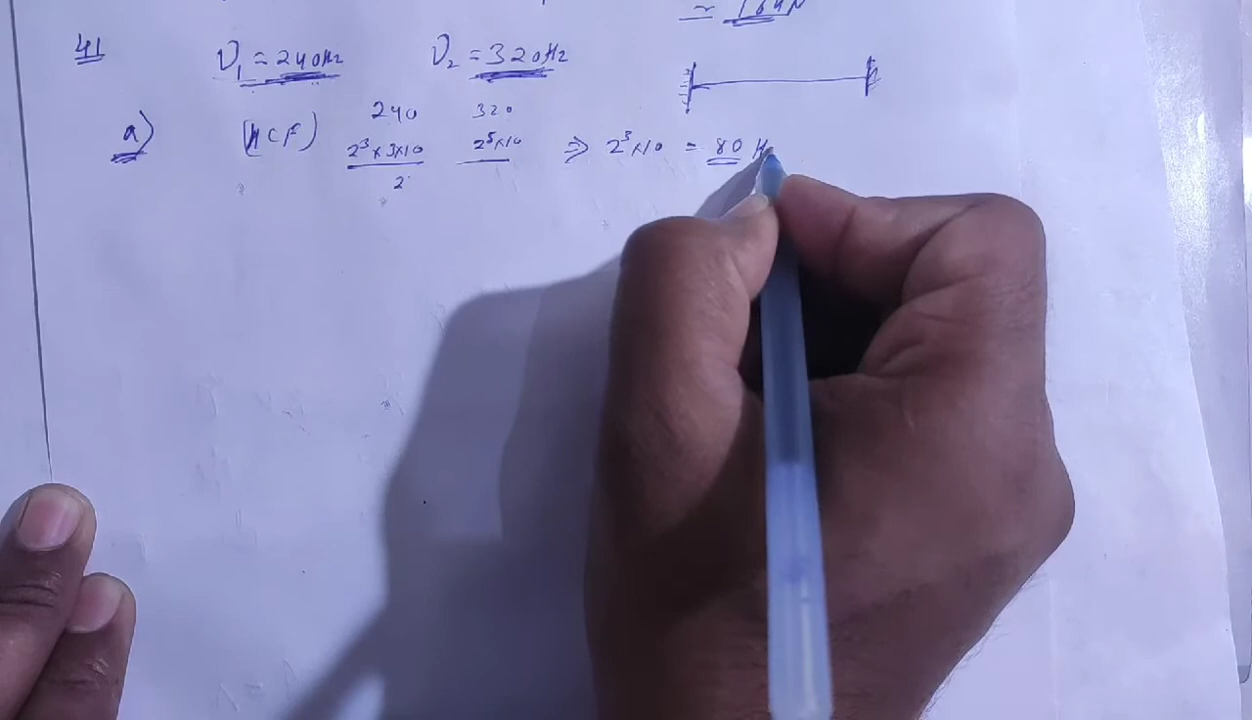 41 ν₁ = 240Hz ν₂ = 320Hz
a) (HCF) 240 320
2³×3×10 2⁵×10 ⇒ 2³×10 = 80 H
2